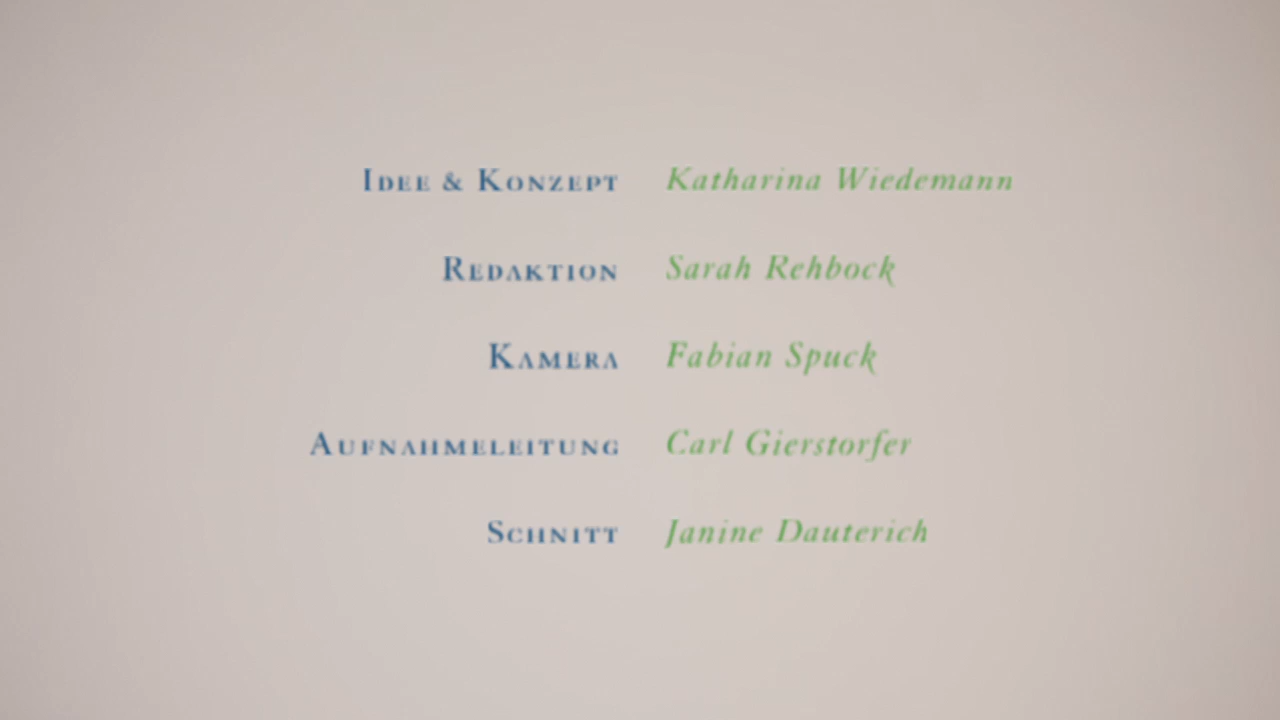 Idee & Konzept Katharina Wiedemann
Redaktion Sarah Rehbock
Kamera Fabian Spuck
Aufnahmeleitung Carl Gierstorfer
Schnitt Janine Dauterich